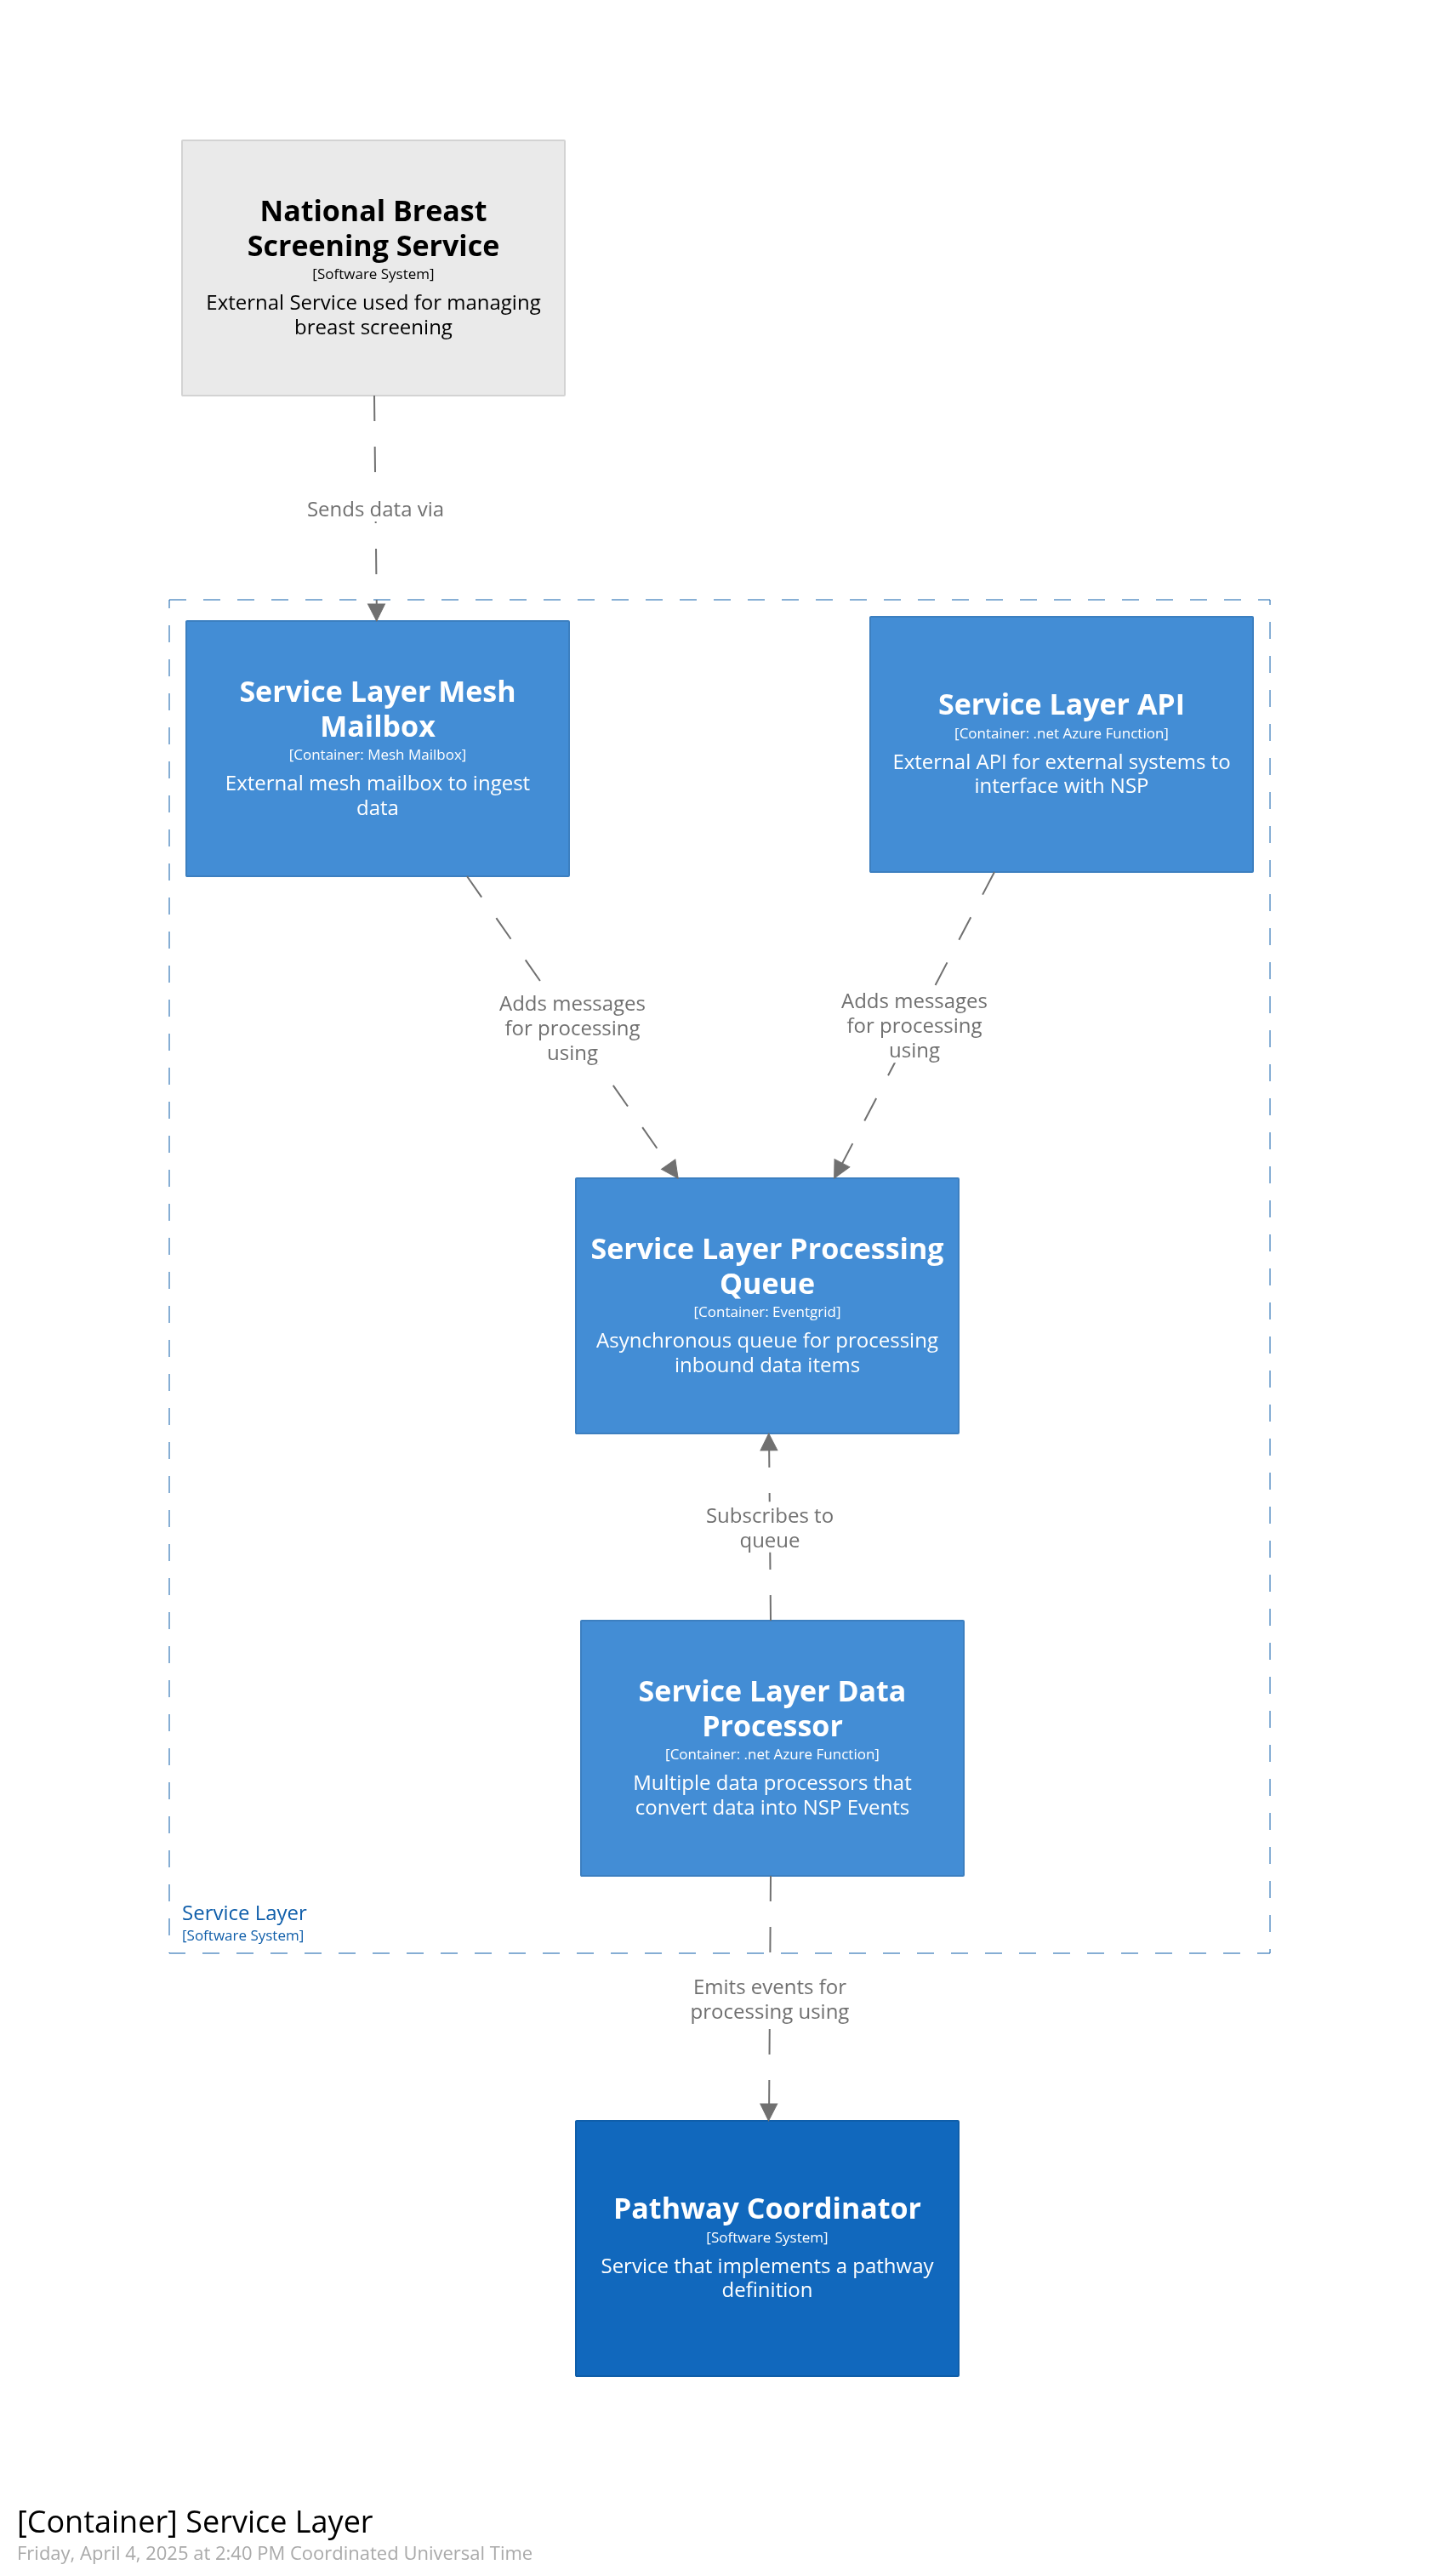 National Breast
Screening Service
[Software System]
External Service used for managing
breast screening
Sends data via
Service Layer Mesh
Mailbox
[Container: Mesh Mailbox]
External mesh mailbox to ingest
data
Service Layer API
[Container: .net Azure Function]
External API for external systems to
interface with NSP
Adds messages
for processing
using
Adds messages
for processing
using
Service Layer Processing
Queue
[Container: Eventgrid]
Asynchronous queue for processing
inbound data items
Subscribes to
queue
Service Layer Data
Processor
[Container: .net Azure Function]
Multiple data processors that
convert data into NSP Events
Service Layer
[Software System]
Emits events for
processing using
Pathway Coordinator
[Software System]
Service that implements a pathway
definition
[Container] Service Layer
Friday, April 4, 2025 at 2:40 PM Coordinated Universal Time